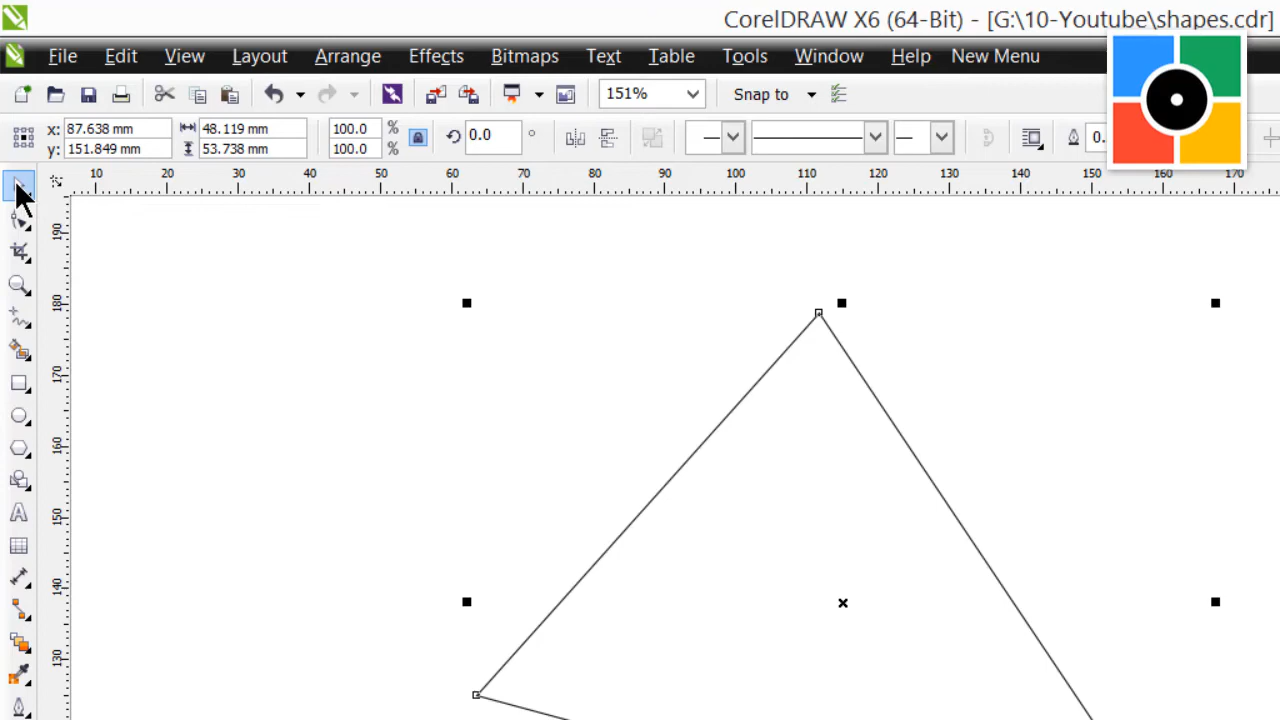 CorelDRAW X6 (64-Bit) - [G:\10-Youtube\shapes.cdr]
File Edit View Layout Arrange Effects Bitmaps Text Table Tools Window Help New Menu
151% Snap to
x: 87.638 mm 48.119 mm 100.0 % 0.0 ° 0.
y: 151.849 mm 53.738 mm 100.0 %
10 20 30 40 50 60 70 80 90 100 110 120 130 140 150 160 170
190
180
170
160
150
140
130